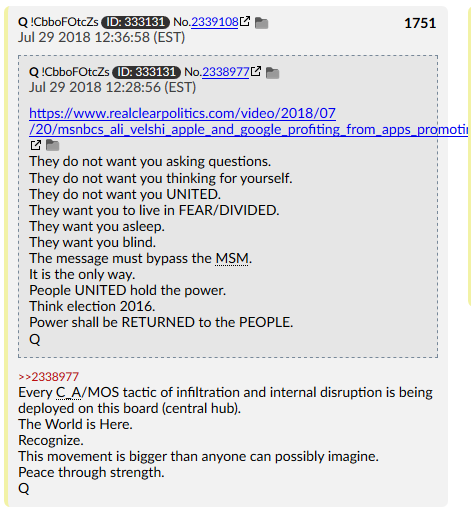 Q !CbboFOtcZs ID: 333131 No.2339108 1751
Jul 29 2018 12:36:58 (EST)
Q !CbboFOtcZs ID: 333131 No.2338977
Jul 29 2018 12:28:56 (EST)
https://www.realclearpolitics.com/video/2018/07
/20/msnbcs_ali_velshi_apple_and_google_profiting_from_apps_promoti
They do not want you asking questions.
They do not want you thinking for yourself.
They do not want you UNITED.
They want you to live in FEAR/DIVIDED.
They want you asleep.
They want you blind.
The message must bypass the MSM.
It is the only way.
People UNITED hold the power.
Think election 2016.
Power shall be RETURNED to the PEOPLE.
Q
>>2338977
Every C_A/MOS tactic of infiltration and internal disruption is being
deployed on this board (central hub).
The World is Here.
Recognize.
This movement is bigger than anyone can possibly imagine.
Peace through strength.
Q